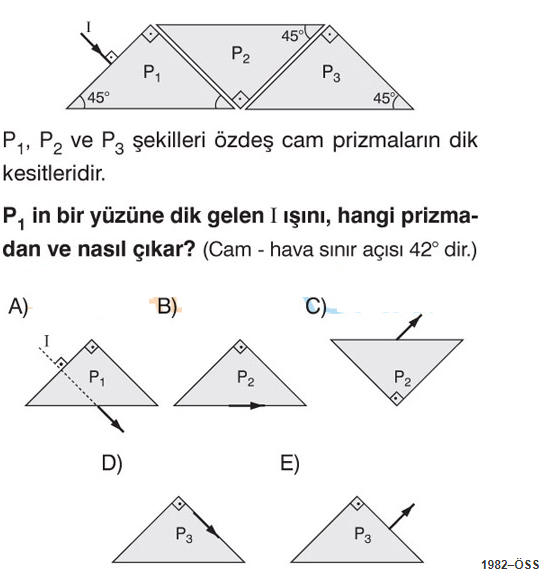 I
45°
P₁
P₂
45°
P₃
45°
P₁, P₂ ve P₃ şekilleri özdeş cam prizmaların dik
kesitleridir.
P₁ in bir yüzüne dik gelen I ışını, hangi prizma-
dan ve nasıl çıkar? (Cam - hava sınır açısı 42° dir.)
A)
I
P₁
B)
P₂
C)
P₂
D)
P₃
E)
P₃
1982–ÖSS